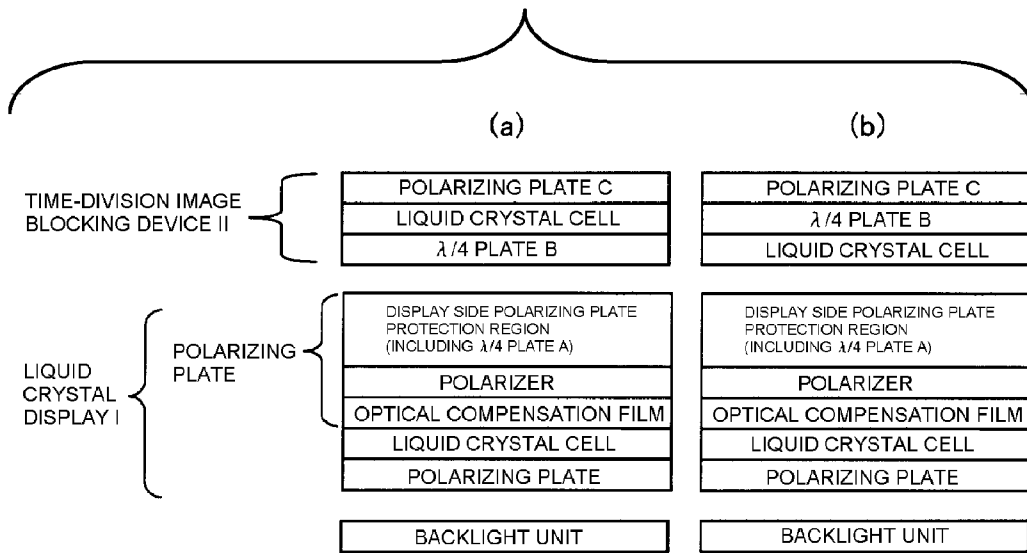 (a)
(b)
TIME-DIVISION IMAGE
BLOCKING DEVICE II
POLARIZING PLATE C
LIQUID CRYSTAL CELL
λ/4 PLATE B
POLARIZING PLATE C
λ/4 PLATE B
LIQUID CRYSTAL CELL
LIQUID
CRYSTAL
DISPLAY I
POLARIZING
PLATE
DISPLAY SIDE POLARIZING PLATE
PROTECTION REGION
(INCLUDING λ/4 PLATE A)
POLARIZER
OPTICAL COMPENSATION FILM
LIQUID CRYSTAL CELL
POLARIZING PLATE
BACKLIGHT UNIT
DISPLAY SIDE POLARIZING PLATE
PROTECTION REGION
(INCLUDING λ/4 PLATE A)
POLARIZER
OPTICAL COMPENSATION FILM
LIQUID CRYSTAL CELL
POLARIZING PLATE
BACKLIGHT UNIT